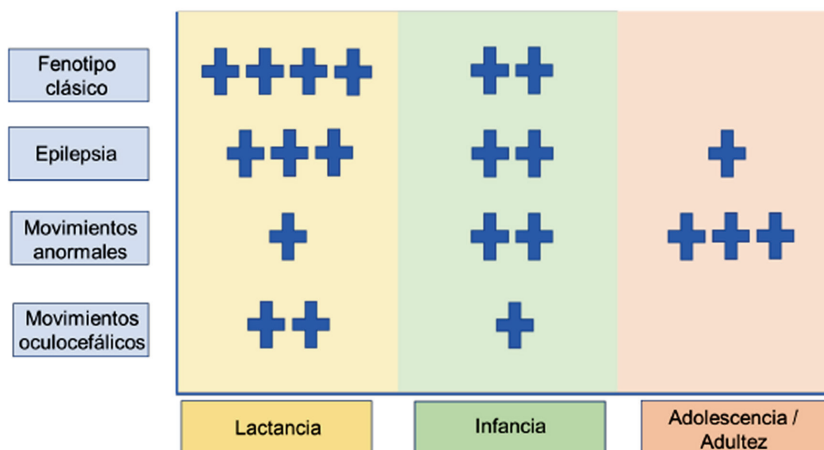 Fenotipo
clásico
Epilepsia
Movimientos
anormales
Movimientos
oculocefálicos
Lactancia
Infancia
Adolescencia /
Adultez